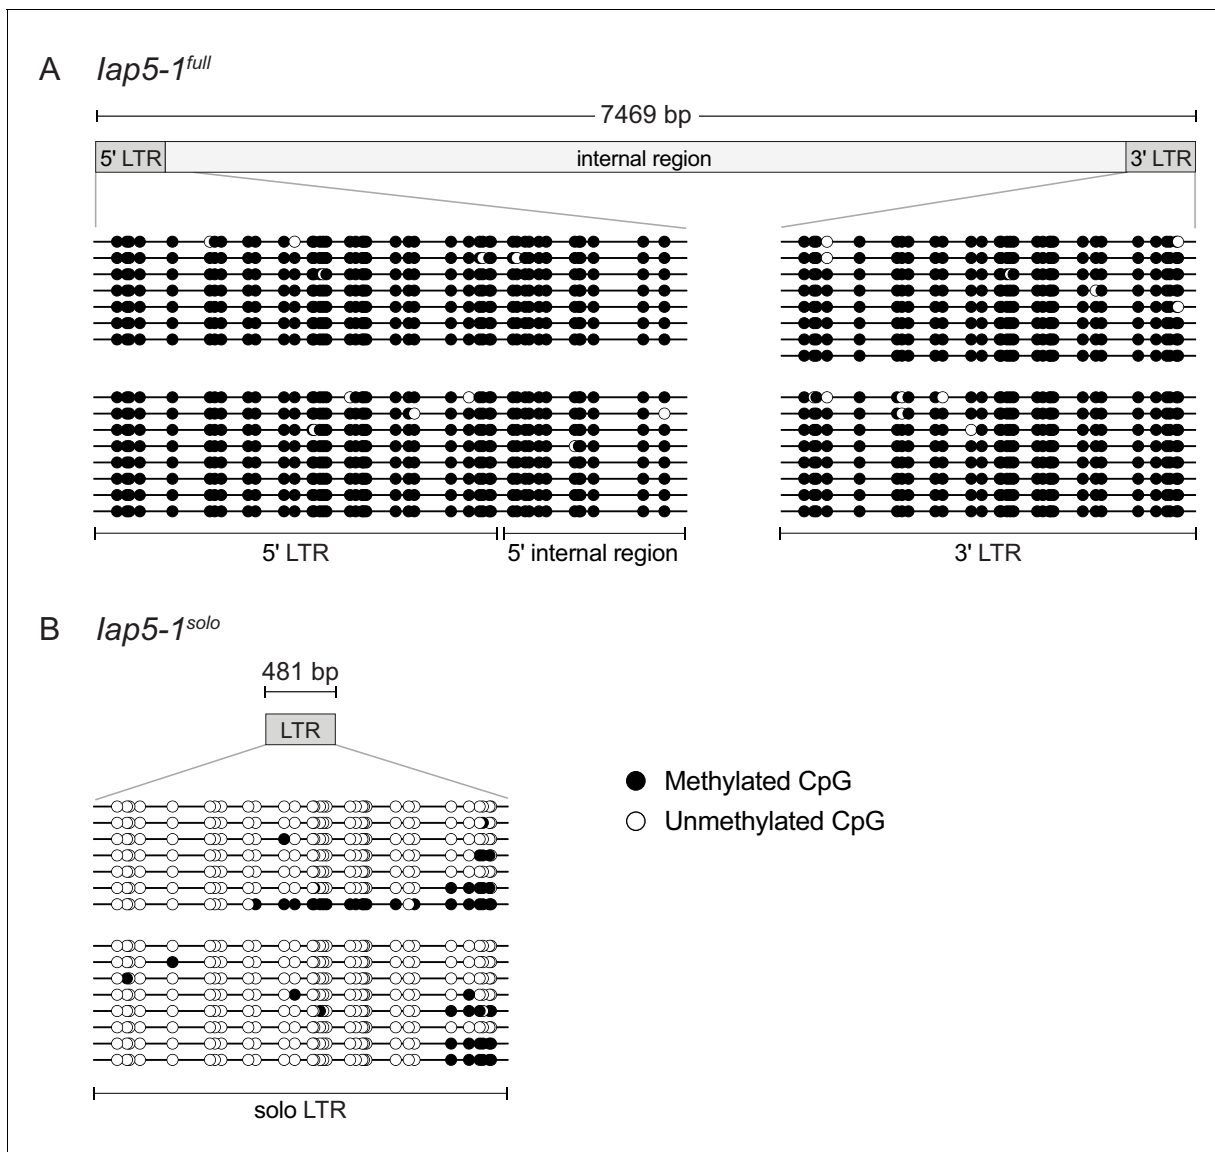 A Iap5-1full
7469 bp
5' LTR internal region 3' LTR
5' LTR 5' internal region 3' LTR
B Iap5-1solo
481 bp
LTR
Methylated CpG
Unmethylated CpG
solo LTR